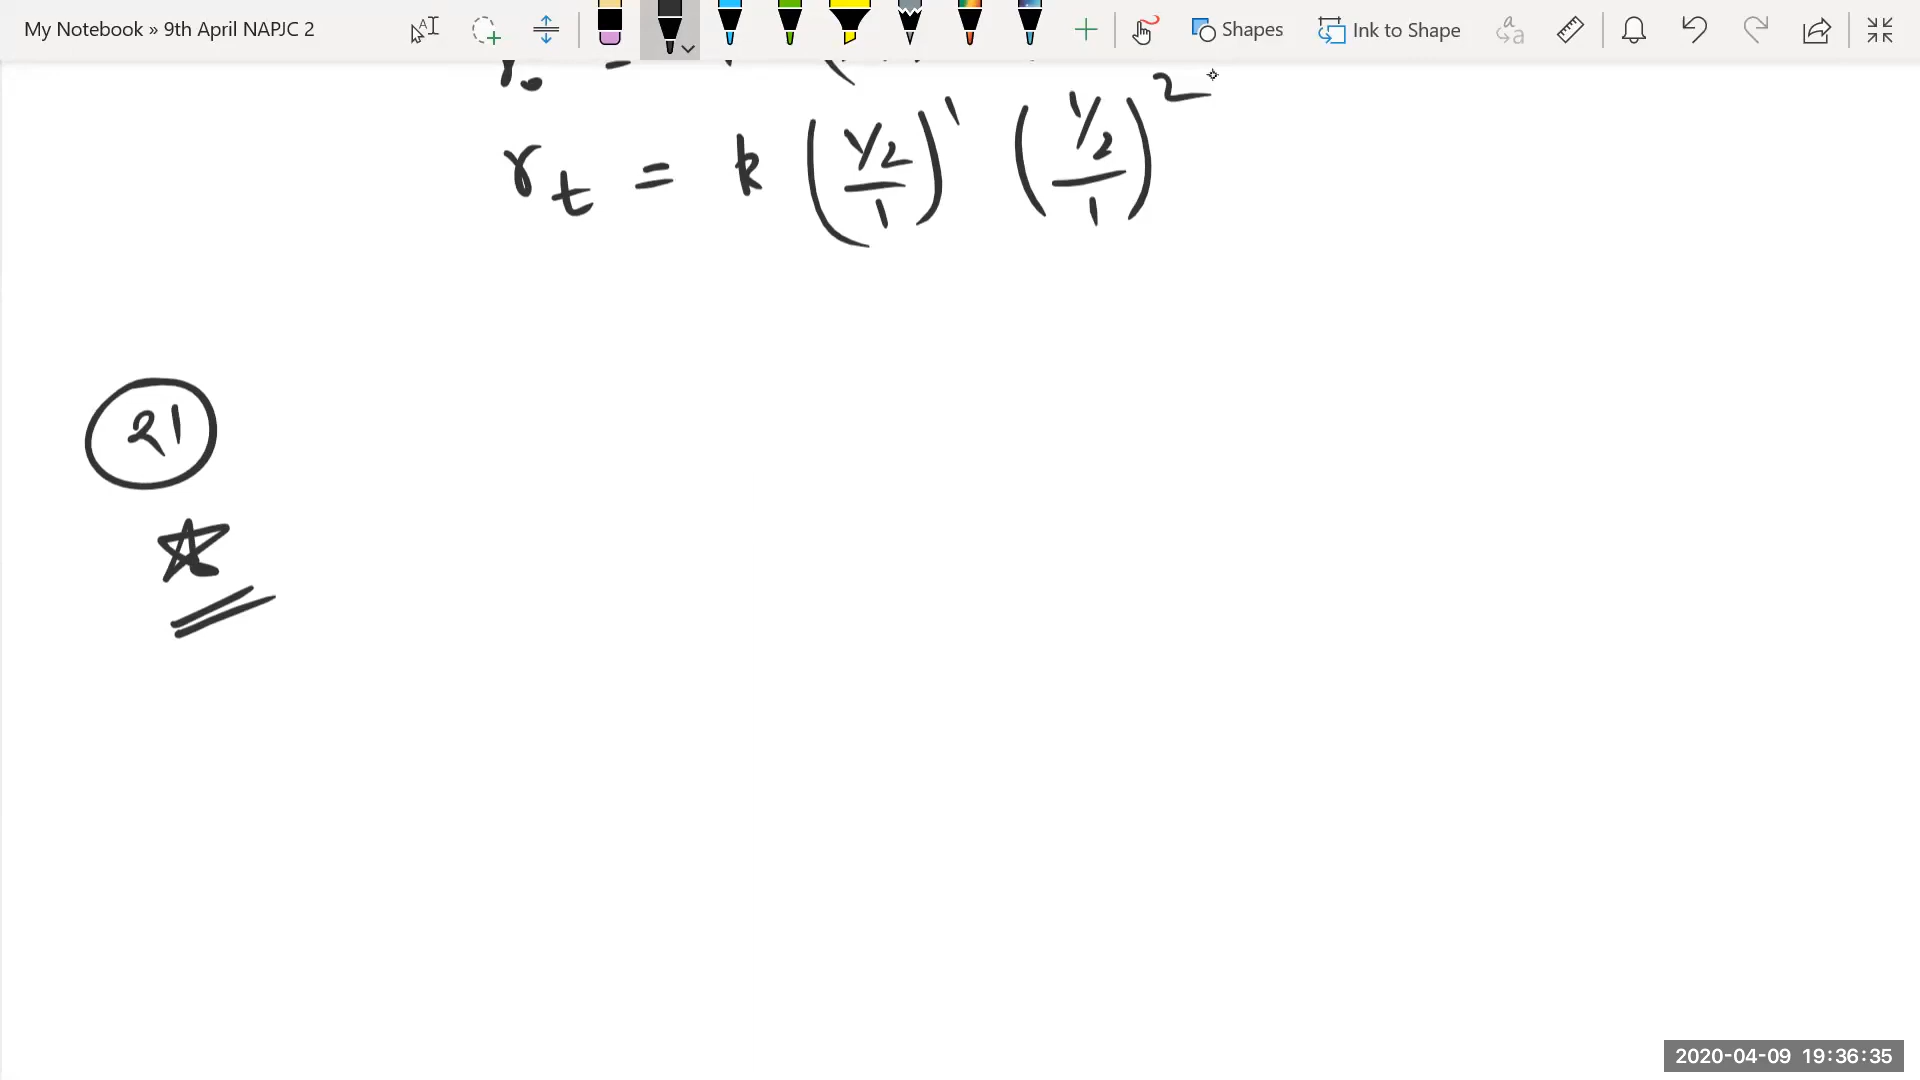 My Notebook » 9th April NAPJC 2 Shapes Ink to Shape
r₀ =
r_t = k ( (1/2)/1 )¹ ( (1/2)/1 )²
21
2020-04-09 19:36:35